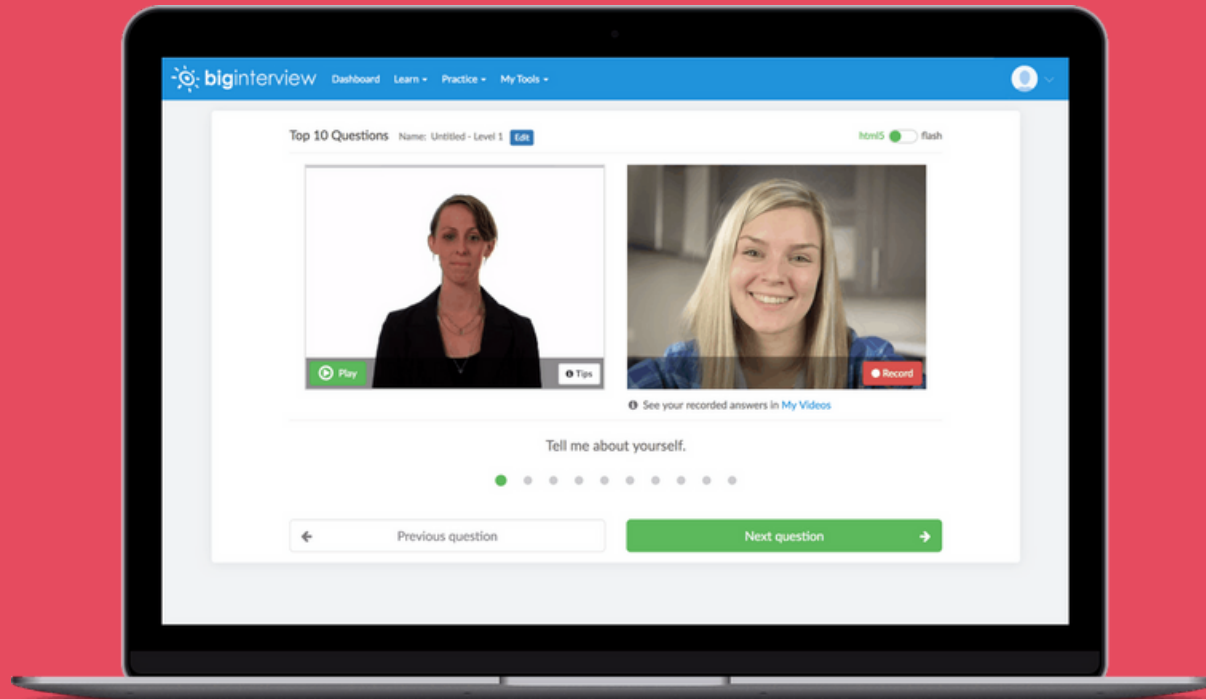 biginterview Dashboard Learn Practice My Tools
Top 10 Questions Name: Untitled - Level 1 Edit html5 flash
Play Tips Record
See your recorded answers in My Videos
Tell me about yourself.
Previous question Next question